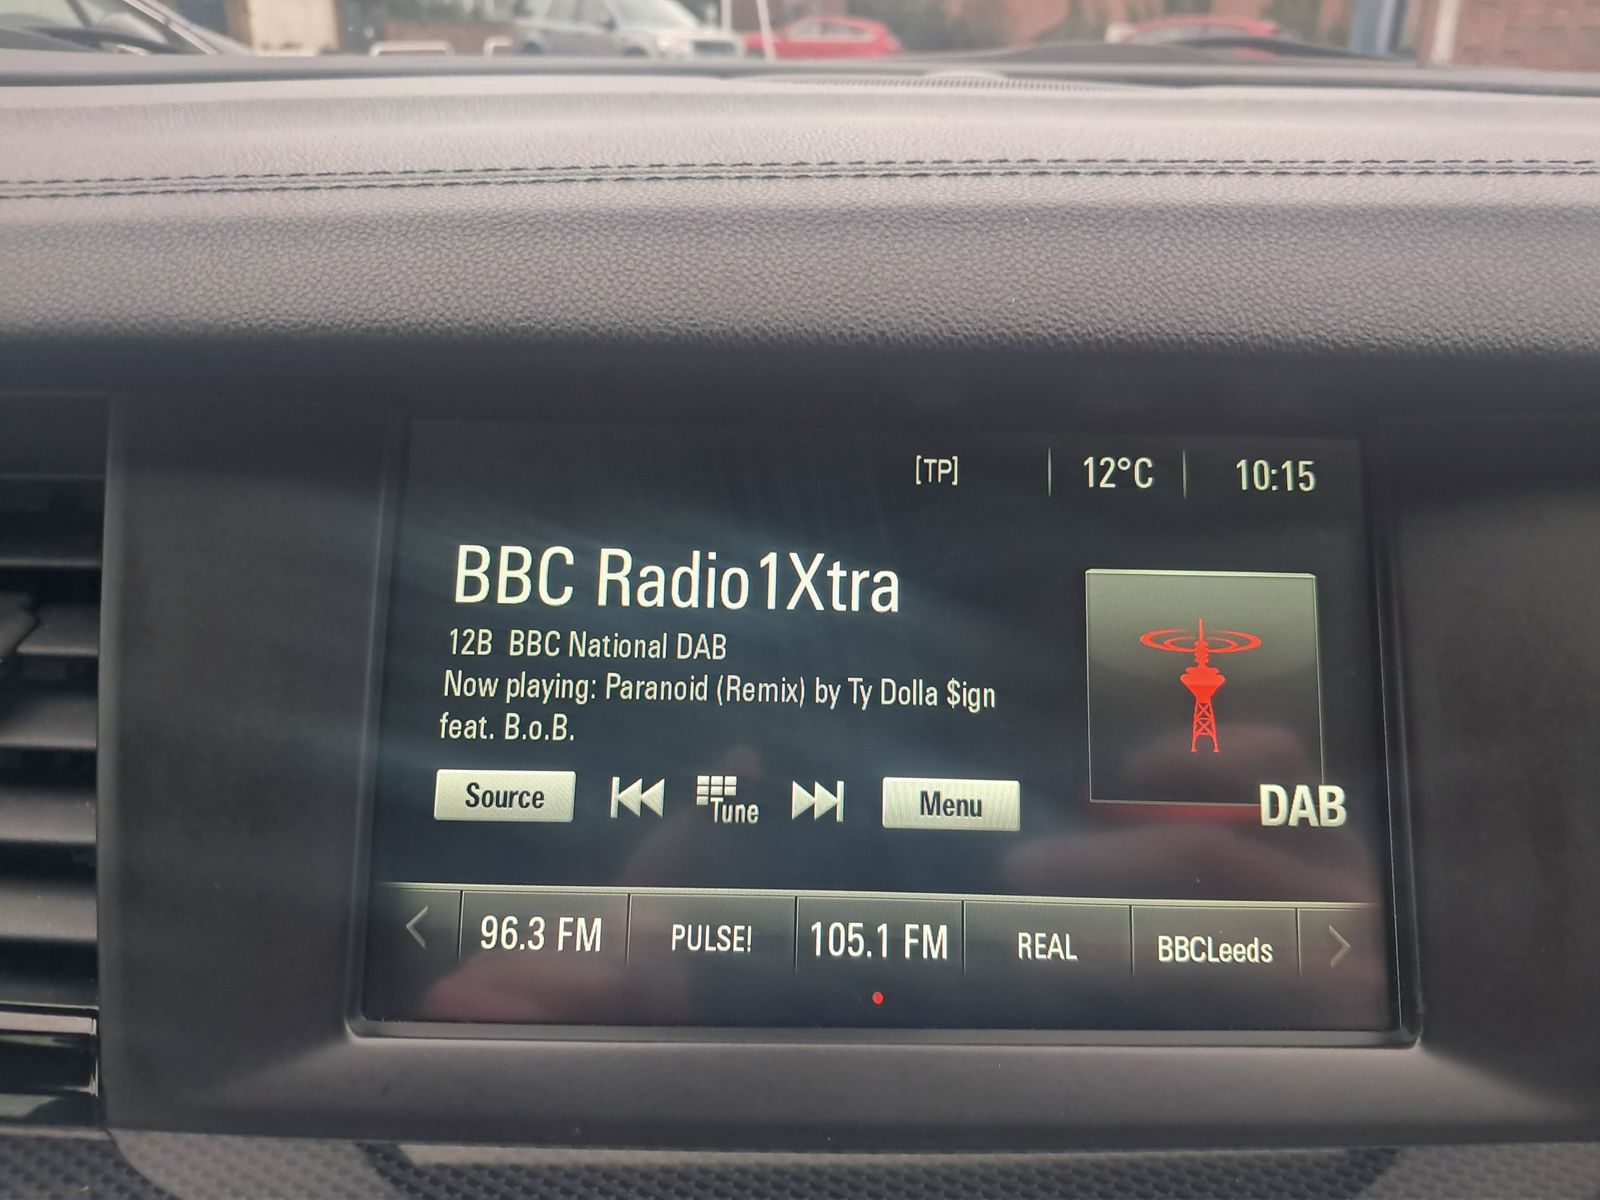 [TP] 12°C 10:15
BBC Radio1Xtra
12B BBC National DAB
Now playing: Paranoid (Remix) by Ty Dolla $ign
feat. B.o.B.
Source Tune Menu
DAB
96.3 FM PULSE! 105.1 FM REAL BBCLeeds